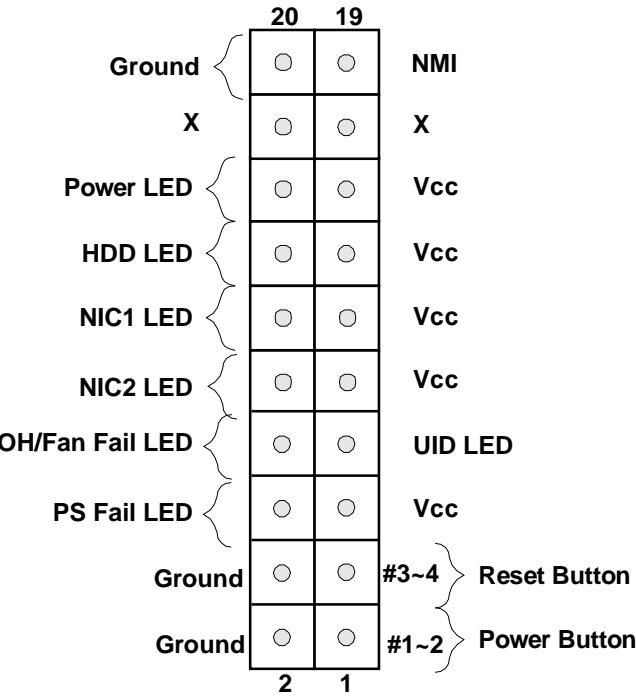 20 19
Ground NMI
X X
Power LED Vcc
HDD LED Vcc
NIC1 LED Vcc
NIC2 LED Vcc
OH/Fan Fail LED UID LED
PS Fail LED Vcc
Ground #3~4 Reset Button
Ground #1~2 Power Button
2 1